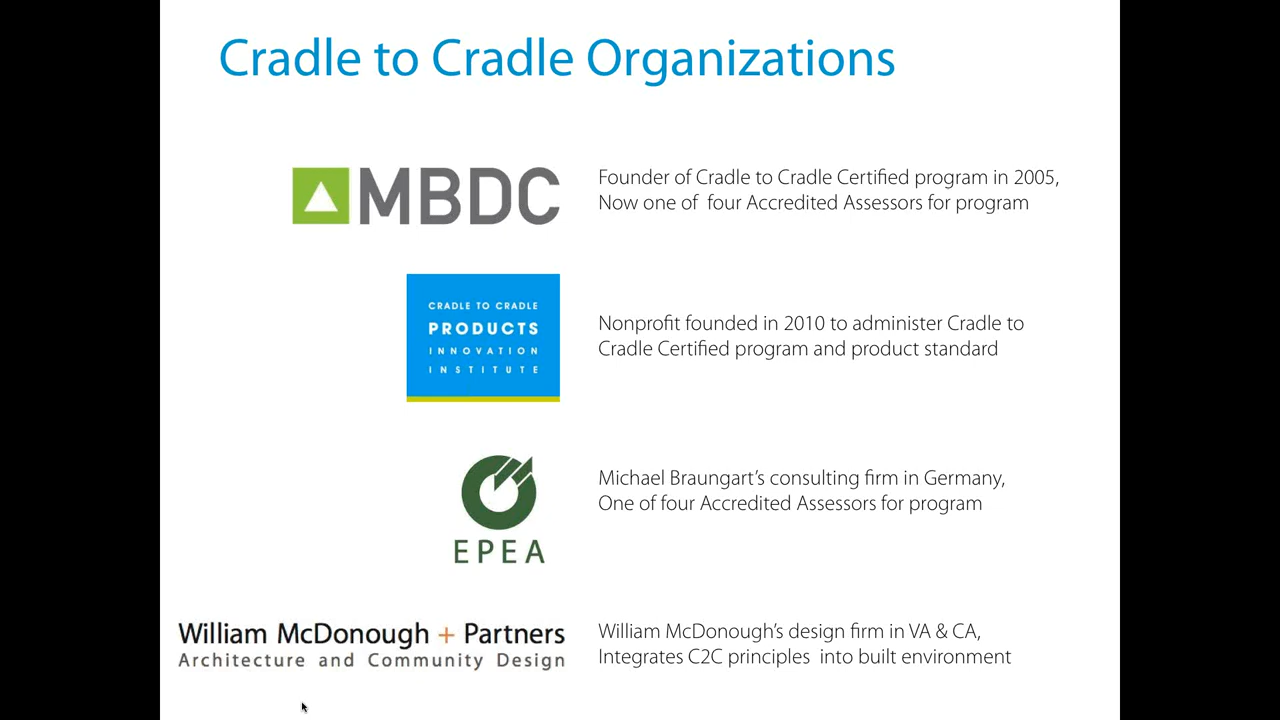 Cradle to Cradle Organizations
MBDC
Founder of Cradle to Cradle Certified program in 2005,
Now one of four Accredited Assessors for program
CRADLE TO CRADLE
PRODUCTS
INNOVATION
INSTITUTE
Nonprofit founded in 2010 to administer Cradle to
Cradle Certified program and product standard
EPEA
Michael Braungart's consulting firm in Germany,
One of four Accredited Assessors for program
William McDonough + Partners
Architecture and Community Design
William McDonough's design firm in VA & CA,
Integrates C2C principles into built environment